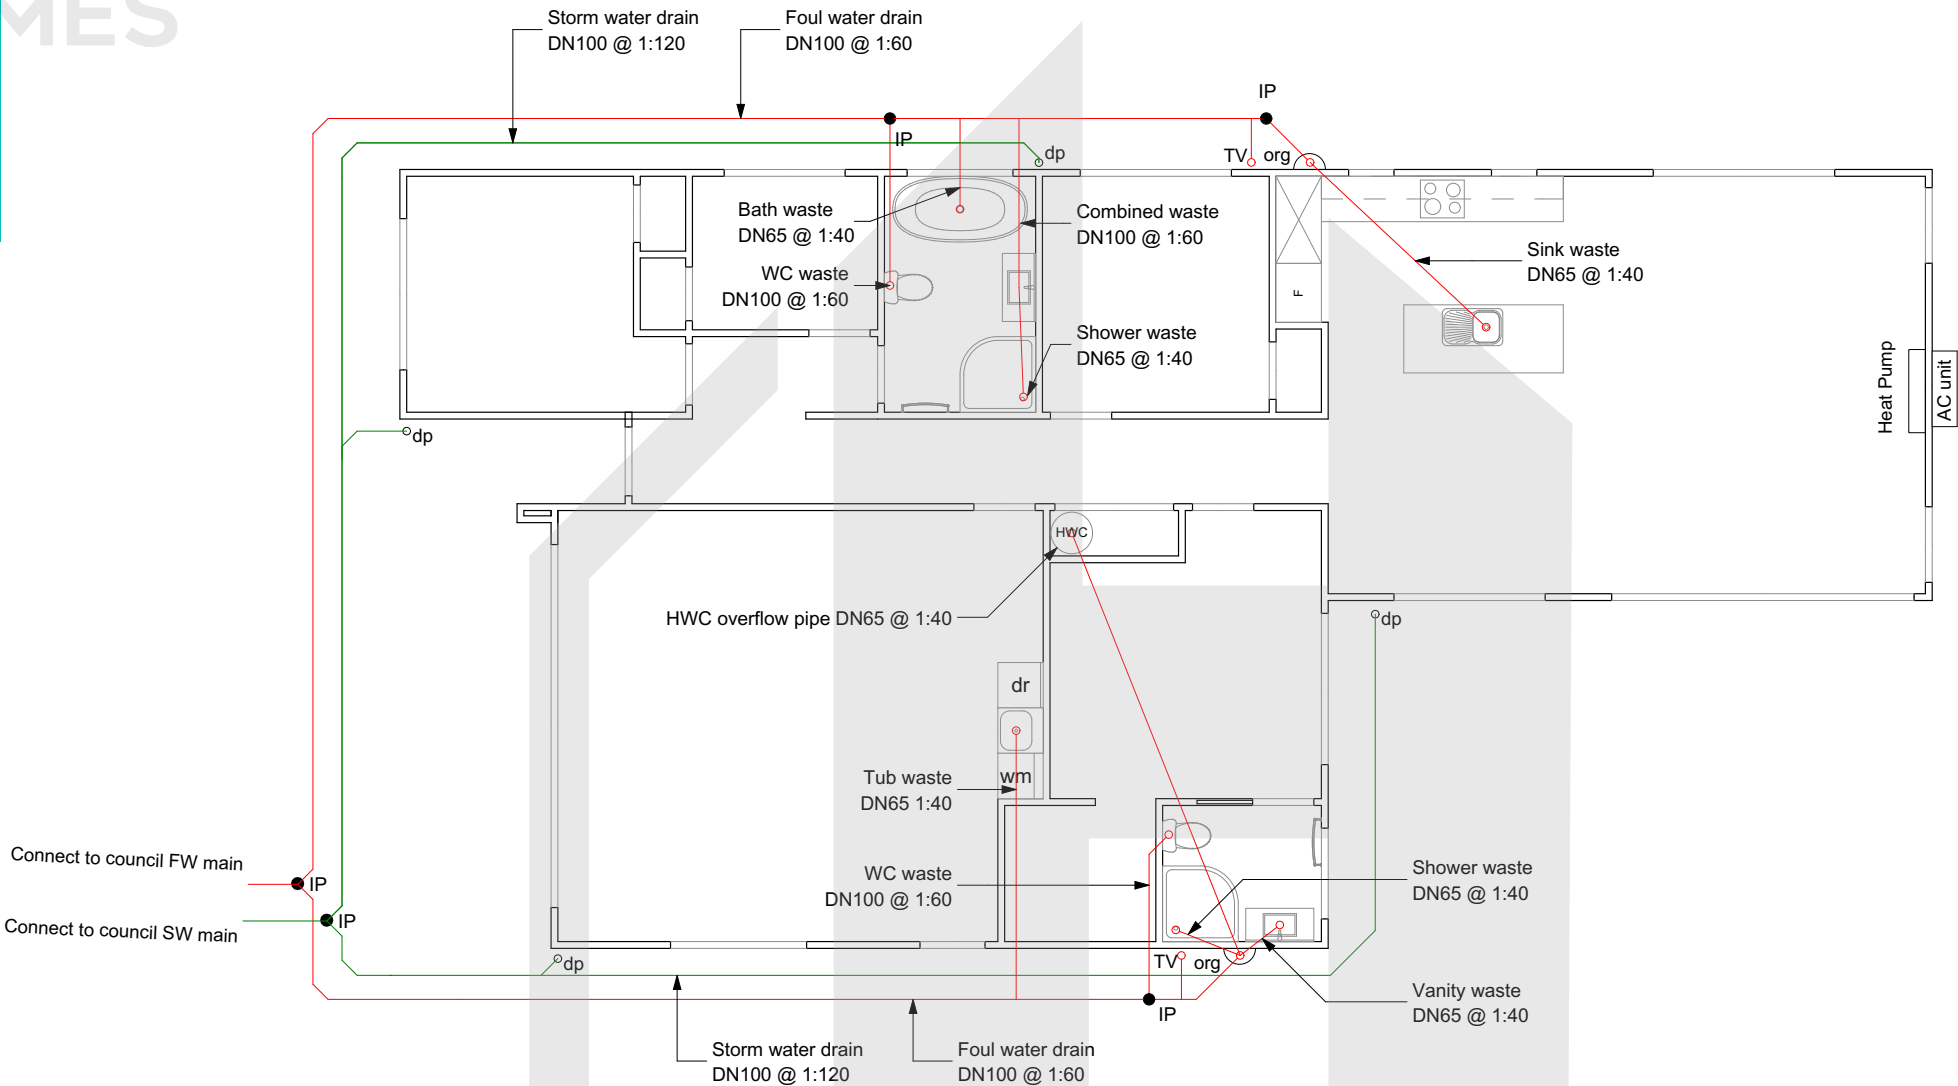 MES
Storm water drain
DN100 @ 1:120
Foul water drain
DN100 @ 1:60
IP
IP
dp
TV
org
Bath waste
DN65 @ 1:40
Combined waste
DN100 @ 1:60
WC waste
DN100 @ 1:60
Sink waste
DN65 @ 1:40
F
Shower waste
DN65 @ 1:40
Heat Pump
AC unit
dp
HWC
HWC overflow pipe DN65 @ 1:40
dp
dr
Tub waste
DN65 1:40
wm
Connect to council FW main
IP
WC waste
DN100 @ 1:60
Shower waste
DN65 @ 1:40
Connect to council SW main
IP
dp
TV
org
Vanity waste
DN65 @ 1:40
IP
Storm water drain
DN100 @ 1:120
Foul water drain
DN100 @ 1:60